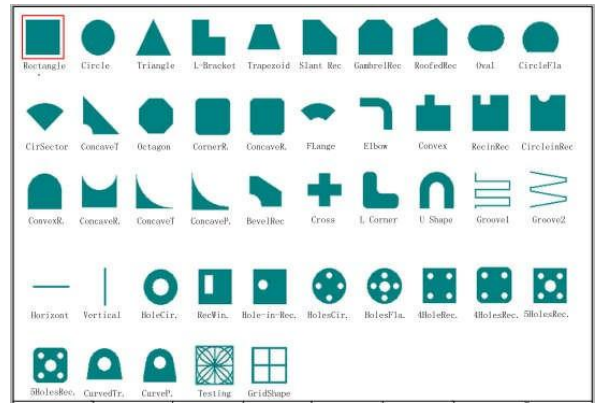 Rectangle Circle Triangle L-Bracket Trapezoid Slant Rec GambrelRec RoofedRec Oval CircleFla
CirSector ConcaveT Octagon CornerR. ConcaveR. FLange Elbow Convex RecinRec CircleinRec
ConvexR. ConcaveR. ConcaveT ConcaveP. BevelRec Cross L Corner U Shape Groove1 Groove2
Horizont Vertical HoleCir. RecWin. Hole-in-Rec. HolesCir. HolesFla. 4HoleRec. 4HolesRec. 5HolesRec.
5HolesRec. CurvedTr. CurveP. Testing GridShape